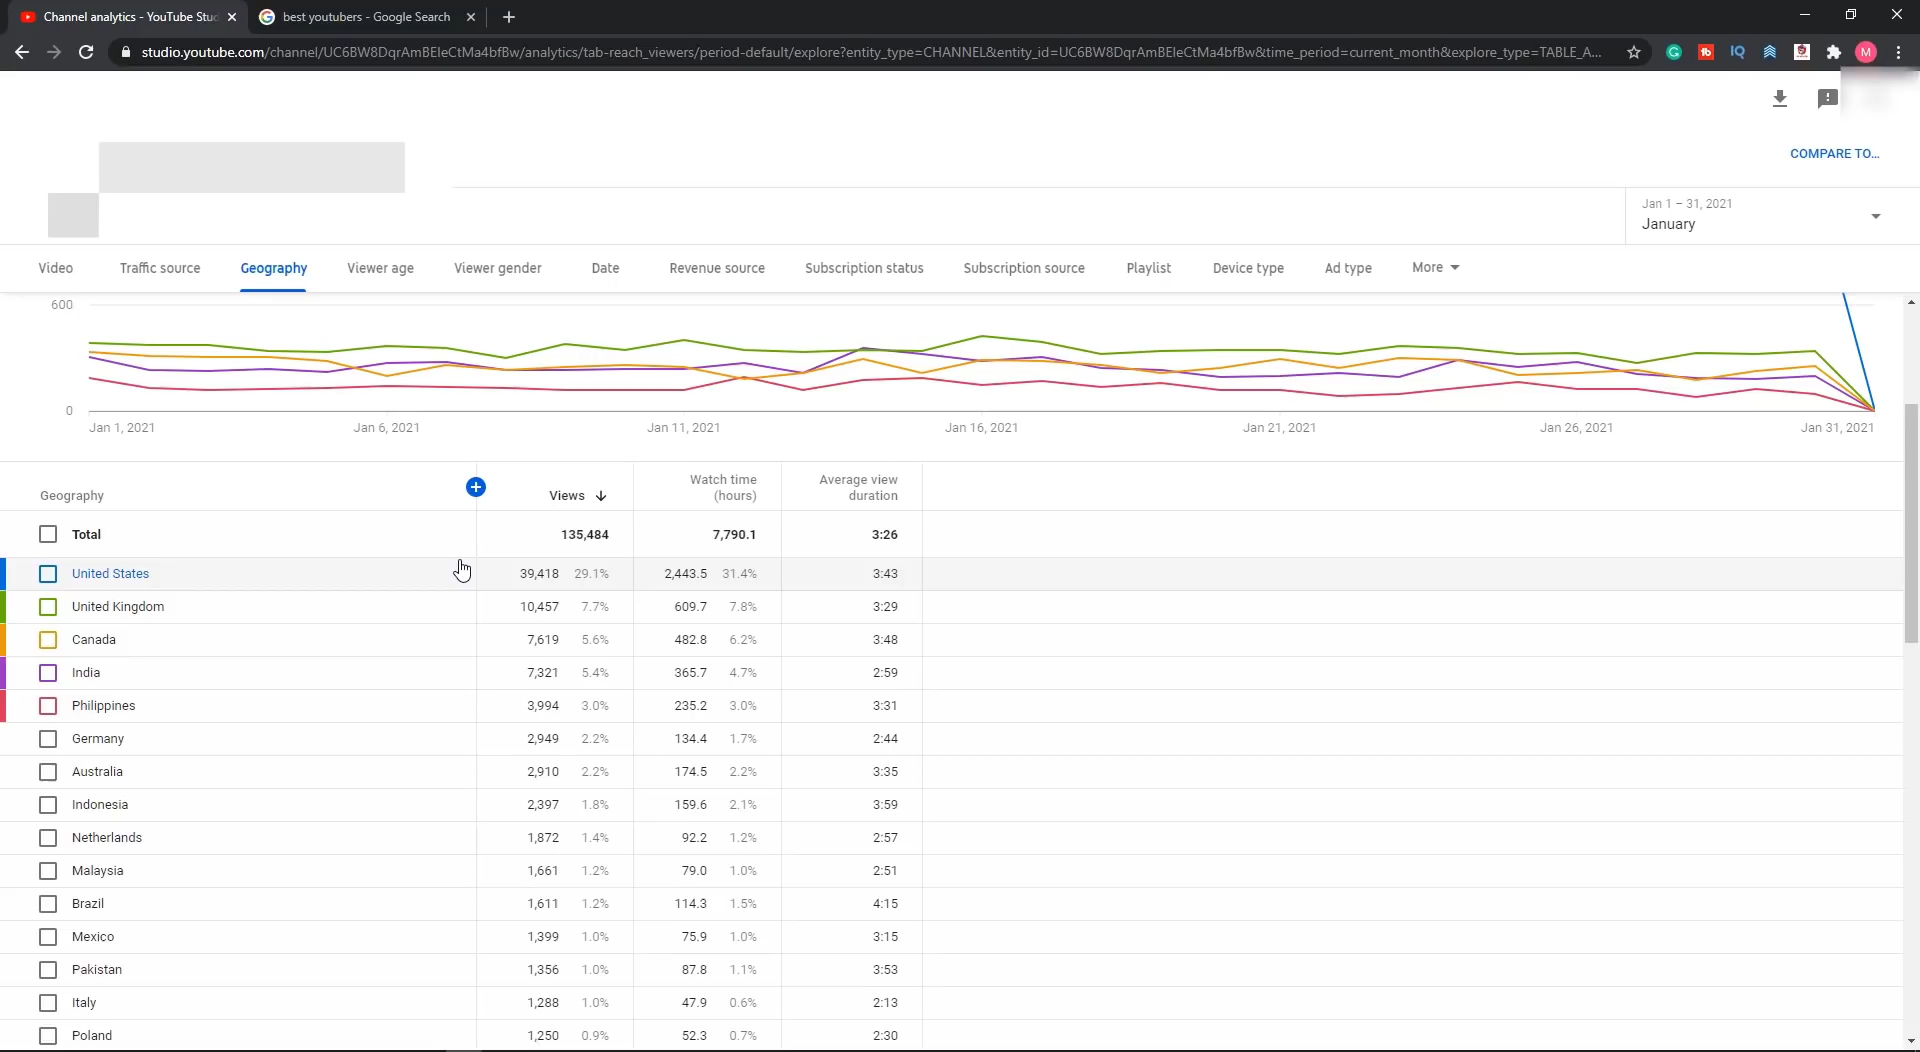 Channel analytics - YouTube Stud
best youtubers - Google Search
studio.youtube.com/channel/UC6BW8DqrAmBEIeCtMa4bfBw/analytics/tab-reach_viewers/period-default/explore?entity_type=CHANNEL&entity_id=UC6BW8DqrAmBEIeCtMa4bfBw&time_period=current_month&explore_type=TABLE_A...
tb
IQ
M
COMPARE TO...
Jan 1 – 31, 2021
January
Video Traffic source Geography Viewer age Viewer gender Date Revenue source Subscription status Subscription source Playlist Device type Ad type More
600
0
Jan 1, 2021 Jan 6, 2021 Jan 11, 2021 Jan 16, 2021 Jan 21, 2021 Jan 26, 2021 Jan 31, 2021
Geography Views Watch time (hours) Average view duration
Total 135,484 7,790.1 3:26
United States 39,418 29.1% 2,443.5 31.4% 3:43
United Kingdom 10,457 7.7% 609.7 7.8% 3:29
Canada 7,619 5.6% 482.8 6.2% 3:48
India 7,321 5.4% 365.7 4.7% 2:59
Philippines 3,994 3.0% 235.2 3.0% 3:31
Germany 2,949 2.2% 134.4 1.7% 2:44
Australia 2,910 2.2% 174.5 2.2% 3:35
Indonesia 2,397 1.8% 159.6 2.1% 3:59
Netherlands 1,872 1.4% 92.2 1.2% 2:57
Malaysia 1,661 1.2% 79.0 1.0% 2:51
Brazil 1,611 1.2% 114.3 1.5% 4:15
Mexico 1,399 1.0% 75.9 1.0% 3:15
Pakistan 1,356 1.0% 87.8 1.1% 3:53
Italy 1,288 1.0% 47.9 0.6% 2:13
Poland 1,250 0.9% 52.3 0.7% 2:30